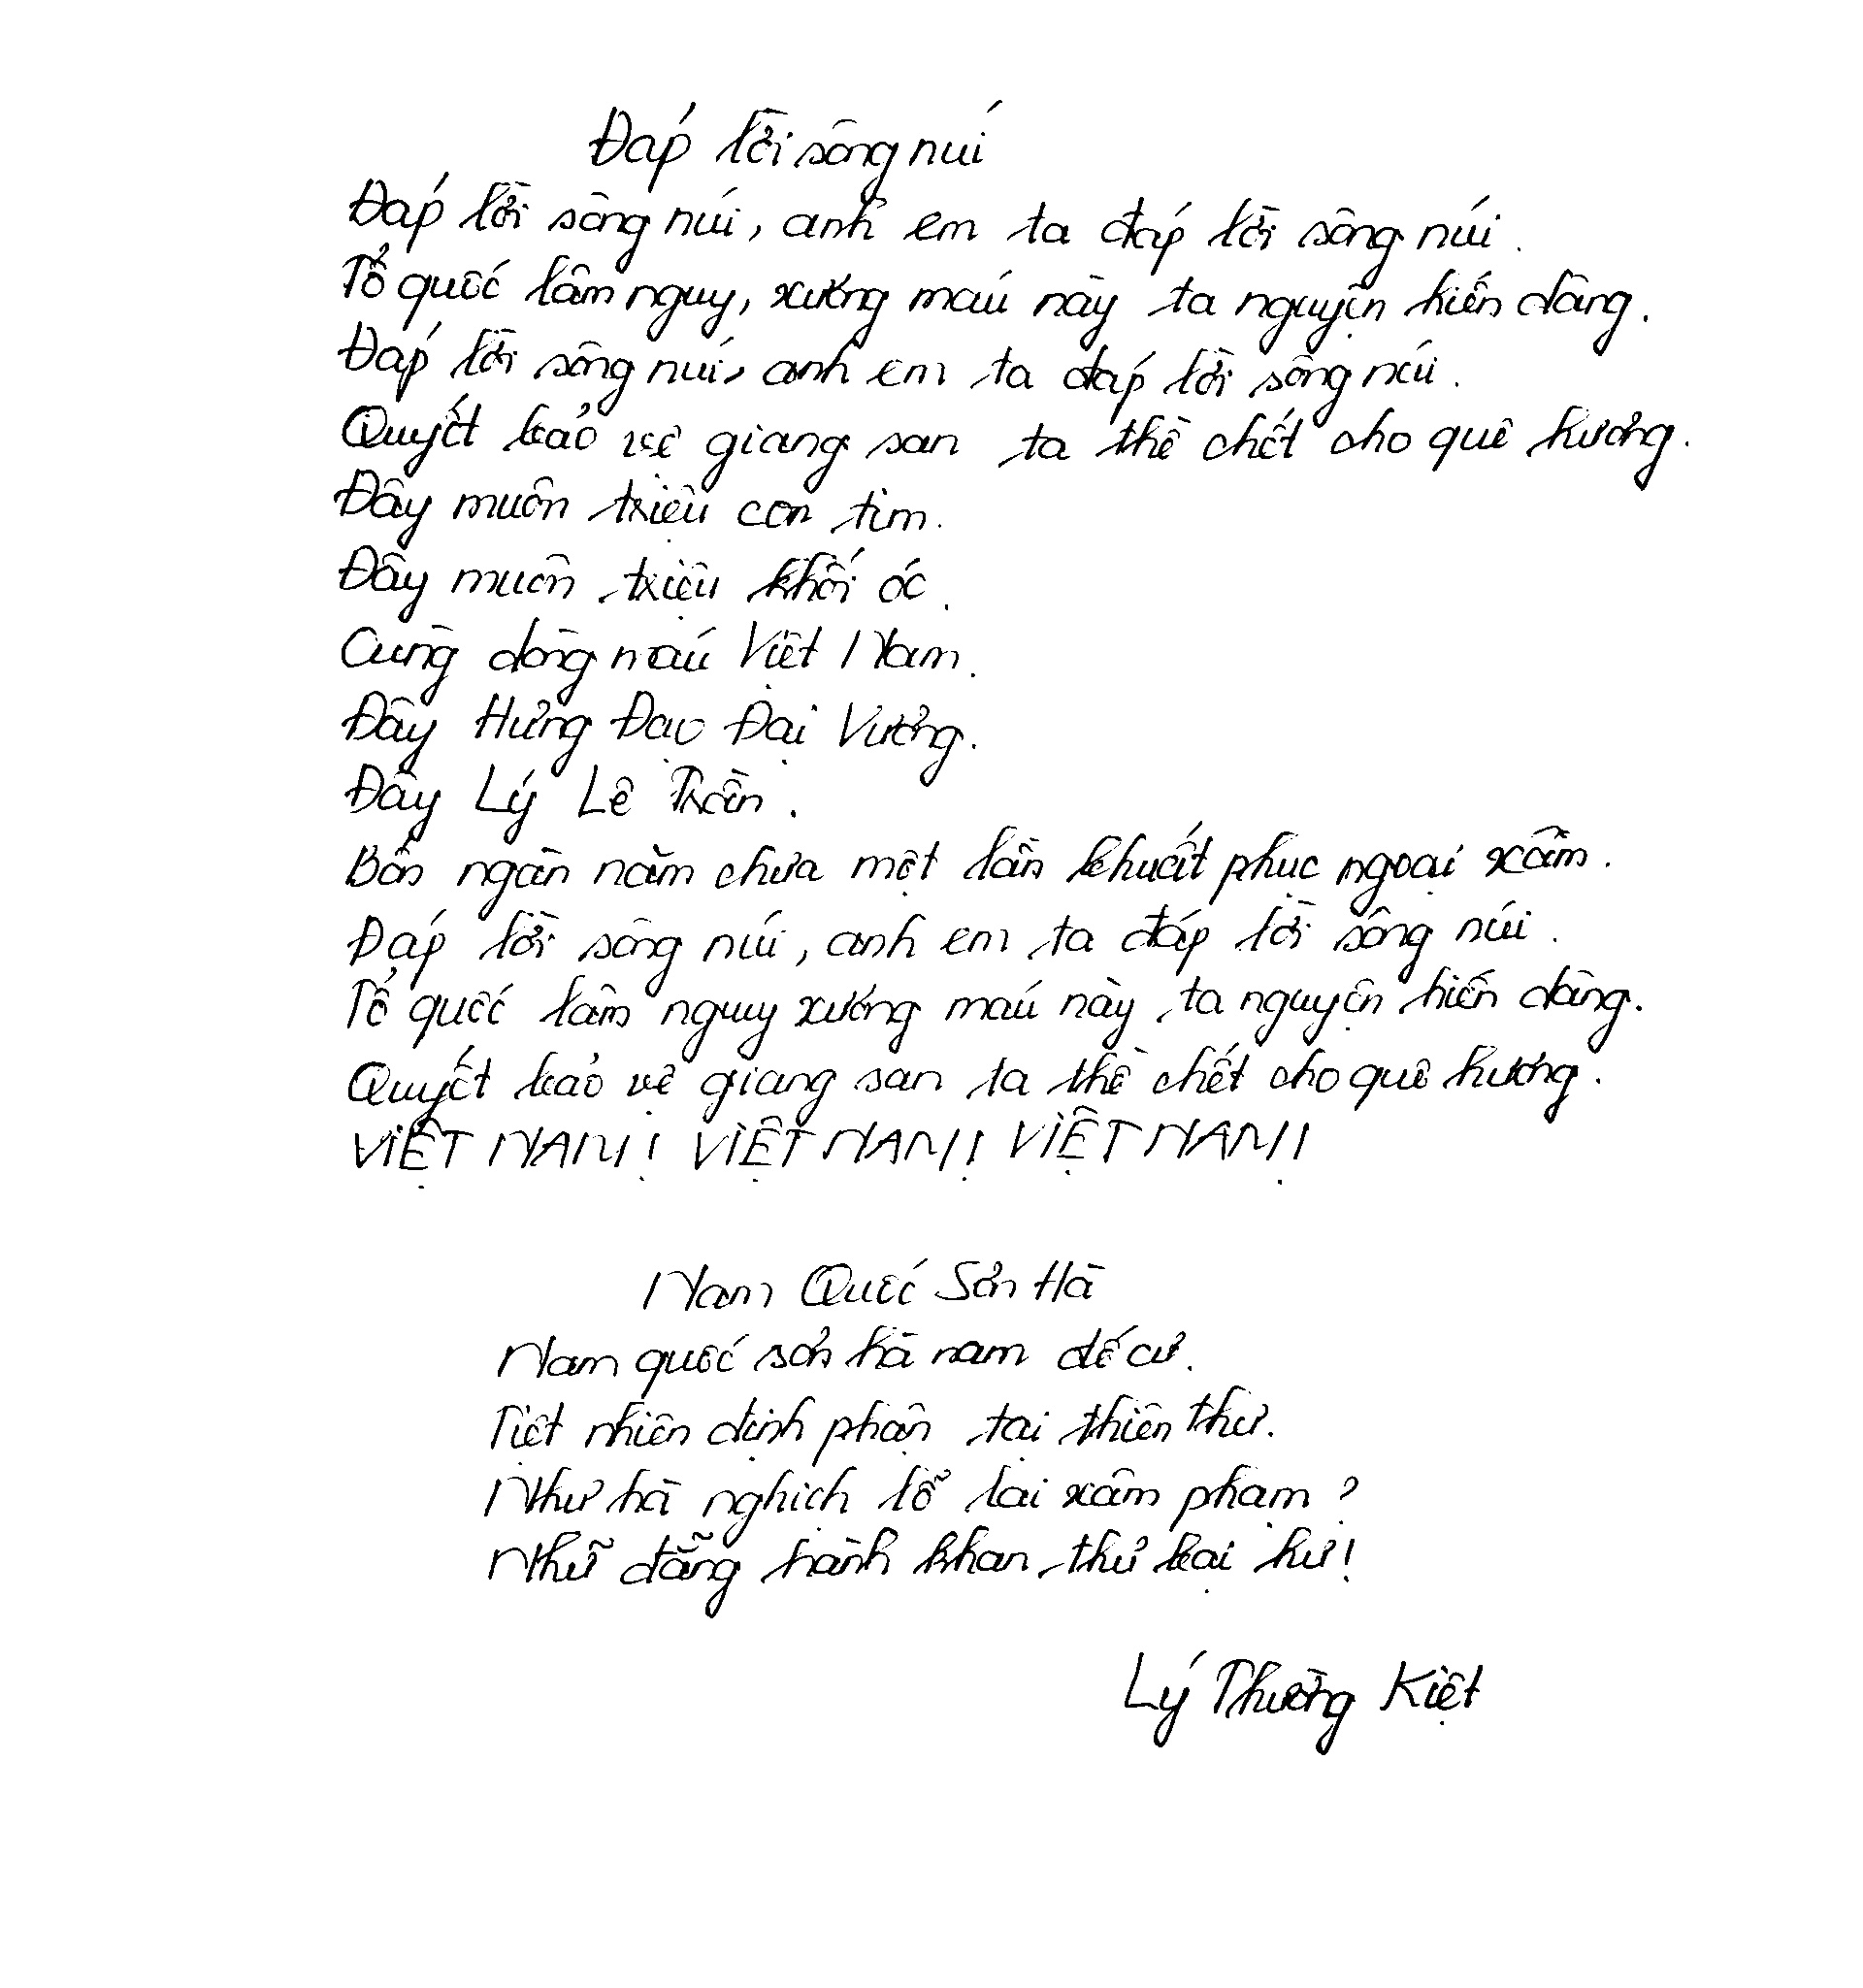 Đáp lời sông núi
Đáp lời sông núi, anh em ta đáp lời sông núi.
Tổ quốc lâm nguy, xương máu này ta nguyện hiến dâng.
Đáp lời sông núi, anh em ta đáp lời sông núi.
Quyết bảo vệ giang san ta thề chết cho quê hương.
Đây muôn triệu con tim.
Đây muôn triệu khối óc.
Cùng dòng máu Việt Nam.
Đây Hưng Đạo Đại Vương.
Đây Lý Lê Trần.
Bốn ngàn năm chưa một lần khuất phục ngoại xâm.
Đáp lời sông núi, anh em ta đáp lời sông núi.
Tổ quốc lâm nguy xương máu này ta nguyện hiến dâng.
Quyết bảo vệ giang san ta thề chết cho quê hương.
VIỆT NAM! VIỆT NAM! VIỆT NAM!
Nam Quốc Sơn Hà
Nam quốc sơn hà nam đế cư.
Tiệt nhiên định phận tại thiên thư.
Như hà nghịch lỗ lai xâm phạm?
Nhữ đẳng hành khan thủ bại hư!
Lý Thường Kiệt